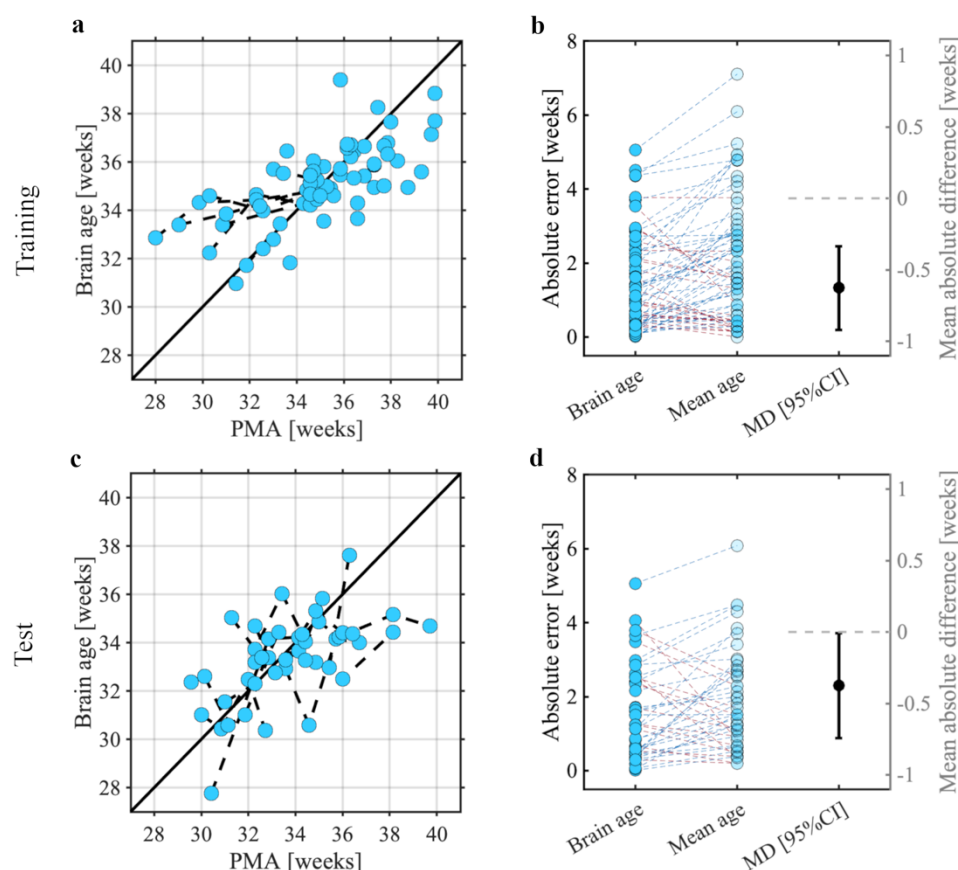 a
b
Training
Brain age [weeks]
40
38
36
34
32
30
28
28 30 32 34 36 38 40
PMA [weeks]
Absolute error [weeks]
8
6
4
2
0
Brain age
Mean age
MD [95%CI]
1
0.5
0
-0.5
-1
Mean absolute difference [weeks]
c
d
Test
Brain age [weeks]
40
38
36
34
32
30
28
28 30 32 34 36 38 40
PMA [weeks]
Absolute error [weeks]
8
6
4
2
0
Brain age
Mean age
MD [95%CI]
1
0.5
0
-0.5
-1
Mean absolute difference [weeks]